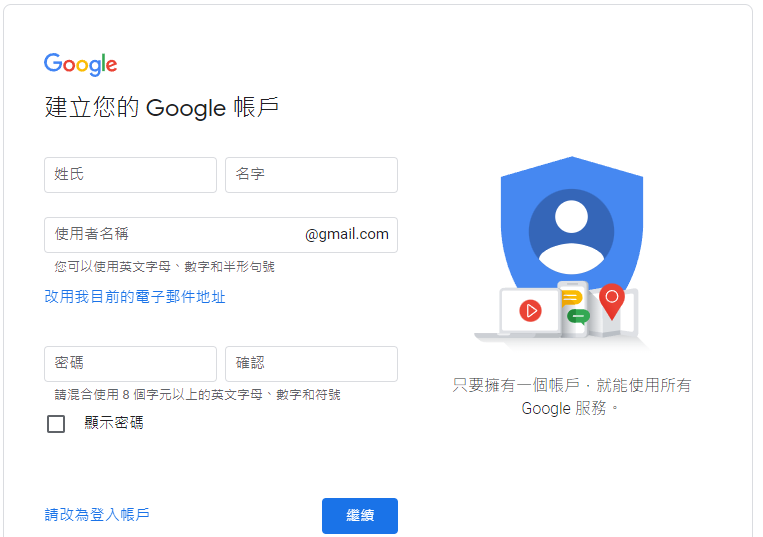 Google
建立您的 Google 帳戶
姓氏
名字
使用者名稱
@gmail.com
您可以使用英文字母、數字和半形句號
改用我目前的電子郵件地址
密碼
確認
請混合使用 8 個字元以上的英文字母、數字和符號
顯示密碼
請改為登入帳戶
繼續
只要擁有一個帳戶，就能使用所有
Google 服務。